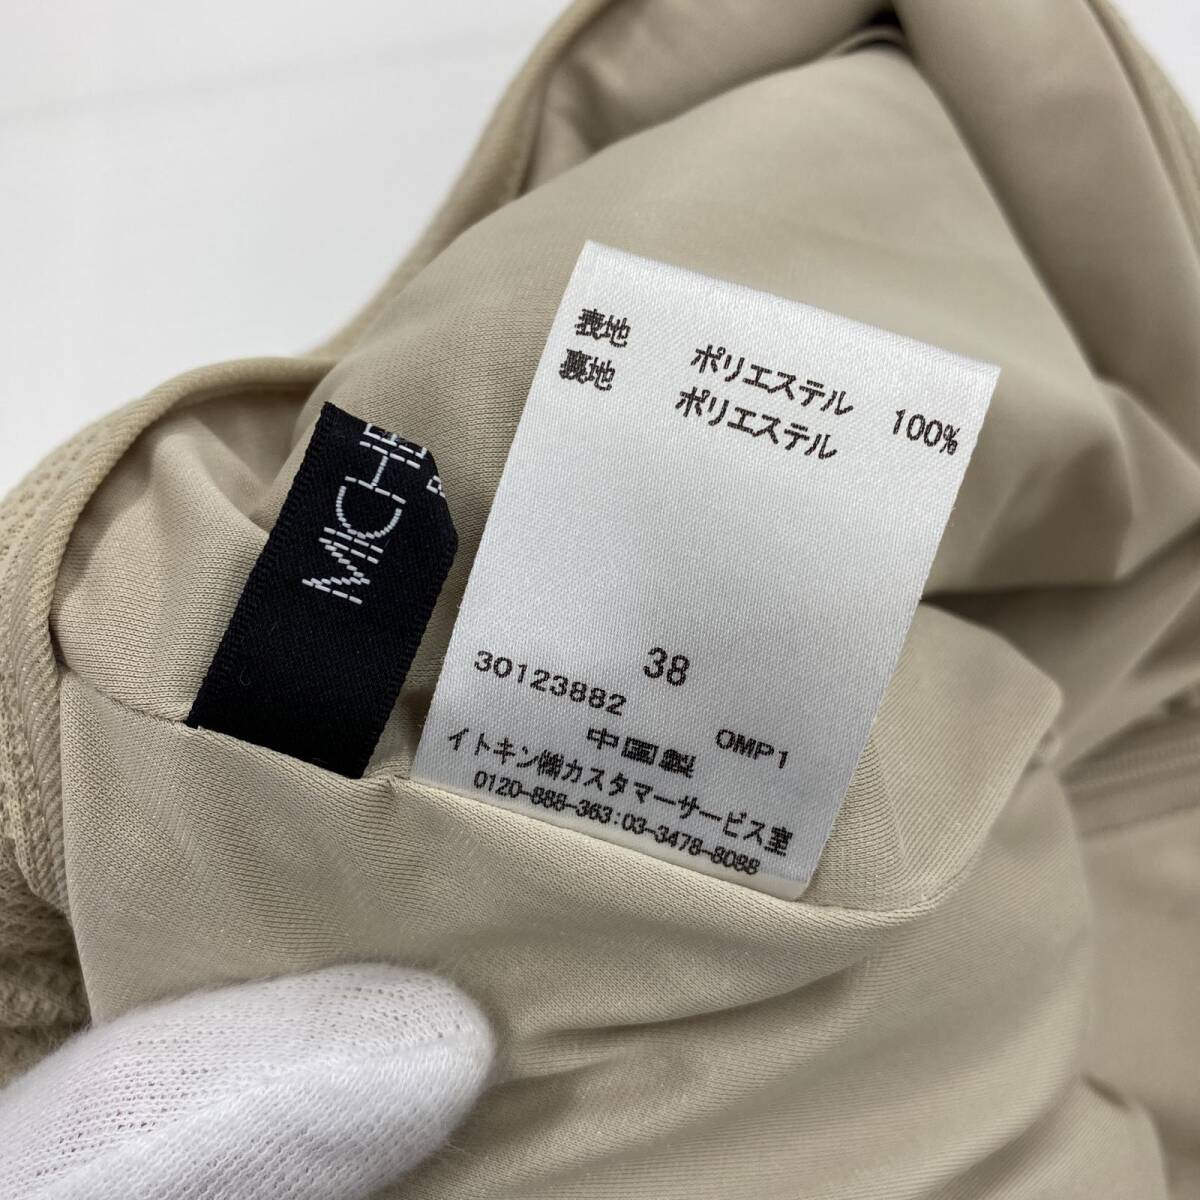 表地 ポリエステル 100%
裏地 ポリエステル
38
30123882
中国製 OMP1
イトキン㈱カスタマーサービス室
0120-888-363:03-3478-8088
MICHE